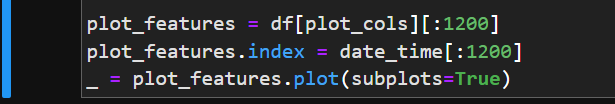 plot_features = df[plot_cols][:1200]
plot_features.index = date_time[:1200]
_ = plot_features.plot(subplots=True)